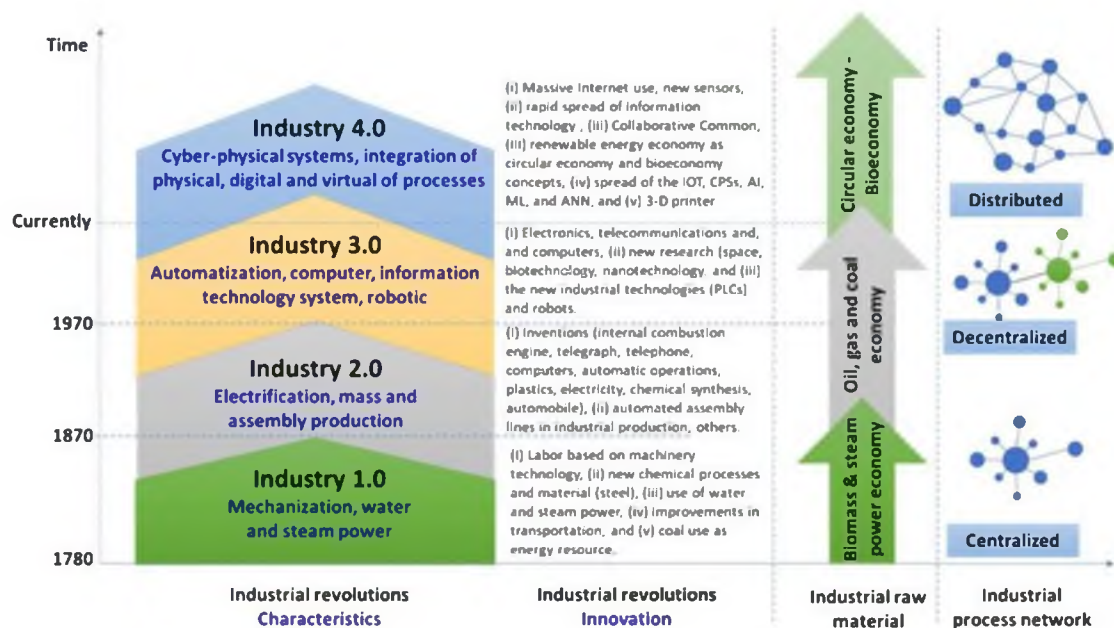 Time
Currently
1970
1870
1780
Industry 4.0
Cyber-physical systems, integration of
physical, digital and virtual of processes
Industry 3.0
Automatization, computer, information
technology system, robotic
Industry 2.0
Electrification, mass and
assembly production
Industry 1.0
Mechanization, water
and steam power
Industrial revolutions
Characteristics
(i) Massive Internet use, new sensors,
(ii) rapid spread of information
technology , (iii) Collaborative Common,
(iii) renewable energy economy as
circular economy and bioeconomy
concepts, (iv) spread of the IOT, CPSs, AI,
ML, and ANN, and (v) 3-D printer
(i) Electronics, telecommunications and,
and computers, (ii) new research (space,
biotechnology, nanotechnology, and (iii)
the new industrial technologies (PLCs)
and robots.
(i) Inventions (internal combustion
engine, telegraph, telephone,
computers, automatic operations,
plastics, electricity, chemical synthesis,
automobile), (ii) automated assembly
lines in industrial production, others.
(i) Labor based on machinery
technology, (ii) new chemical processes
and material (steel), (iii) use of water
and steam power, (iv) improvements in
transportation, and (v) coal use as
energy resource.
Industrial revolutions
Innovation
Circular economy -
Bioeconomy
Oil, gas and coal
economy
Biomass & steam
power economy
Industrial raw
material
Distributed
Decentralized
Centralized
Industrial
process network